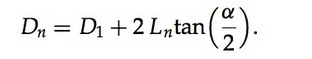 Dₙ = D₁ + 2 Lₙtan(α/2).